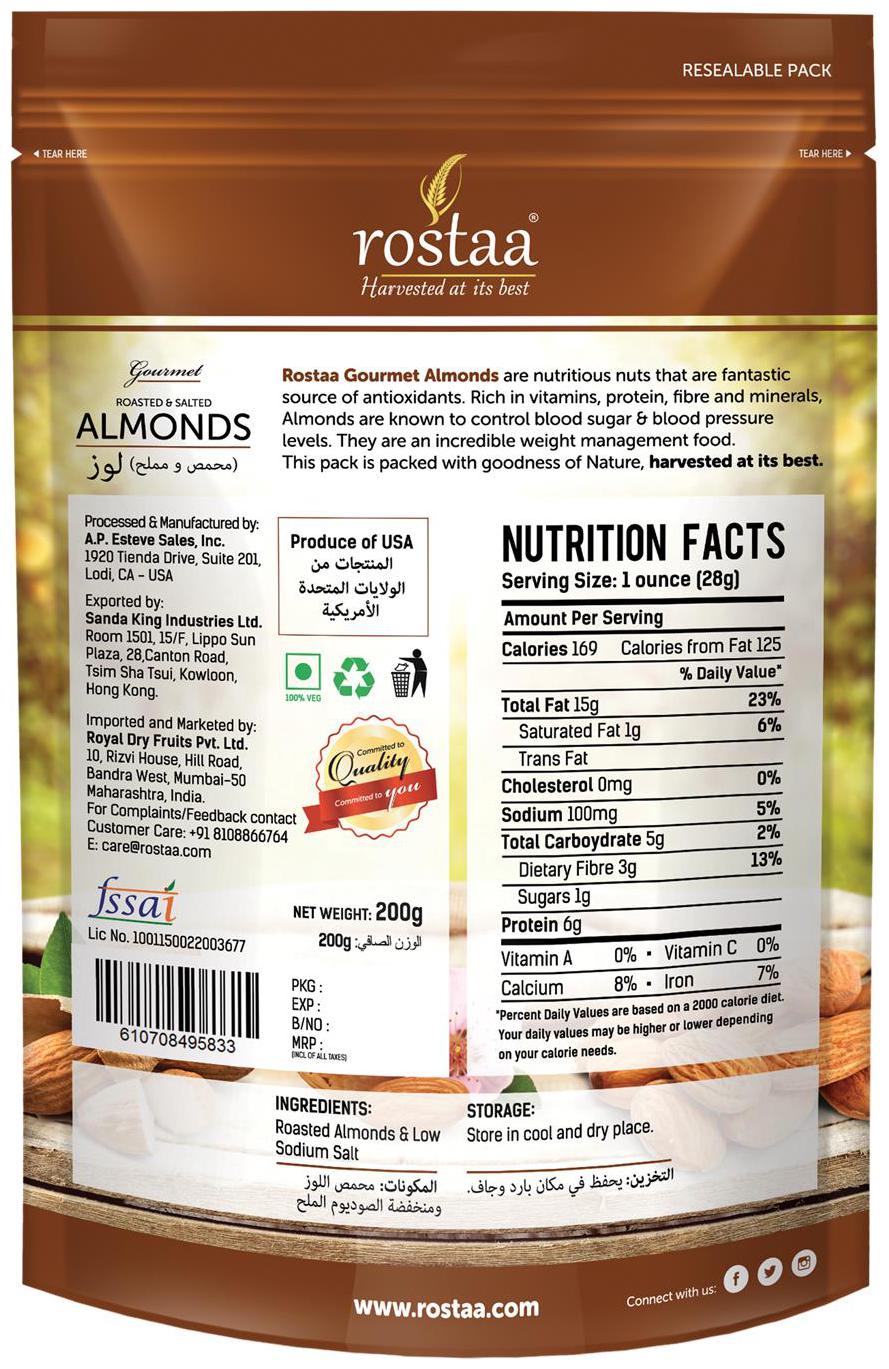 RESEALABLE PACK
TEAR HERE
TEAR HERE
rostaa®
Harvested at its best
Gourmet
ROASTED & SALTED
ALMONDS
لوز (محمص و مملح)
Rostaa Gourmet Almonds are nutritious nuts that are fantastic
source of antioxidants. Rich in vitamins, protein, fibre and minerals,
Almonds are known to control blood sugar & blood pressure
levels. They are an incredible weight management food.
This pack is packed with goodness of Nature, harvested at its best.
Processed & Manufactured by:
A.P. Esteve Sales, Inc.
1920 Tienda Drive, Suite 201,
Lodi, CA - USA
Exported by:
Sanda King Industries Ltd.
Room 1501, 15/F, Lippo Sun
Plaza, 28,Canton Road,
Tsim Sha Tsui, Kowloon,
Hong Kong.
Imported and Marketed by:
Royal Dry Fruits Pvt. Ltd.
10, Rizvi House, Hill Road,
Bandra West, Mumbai-50
Maharashtra, India.
For Complaints/Feedback contact
Customer Care: +91 8108866764
E: care@rostaa.com
fssai
Lic No. 1001150022003677
610708495833
Produce of USA
المنتجات من
الولايات المتحدة
الأمريكية
100% VEG
Committed to
Quality
Committed to you
NET WEIGHT: 200g
الوزن الصافي: 200g
PKG :
EXP :
B/NO :
MRP :
(INCL OF ALL TAXES)
NUTRITION FACTS
Serving Size: 1 ounce (28g)
Amount Per Serving
Calories 169 Calories from Fat 125
% Daily Value*
Total Fat 15g 23%
Saturated Fat 1g 6%
Trans Fat
Cholesterol 0mg 0%
Sodium 100mg 5%
Total Carboydrate 5g 2%
Dietary Fibre 3g 13%
Sugars 1g
Protein 6g
Vitamin A 0% ▪ Vitamin C 0%
Calcium 8% ▪ Iron 7%
*Percent Daily Values are based on a 2000 calorie diet.
Your daily values may be higher or lower depending
on your calorie needs.
INGREDIENTS:
Roasted Almonds & Low
Sodium Salt
المكونات: محمص اللوز
ومنخفضة الصوديوم الملح
STORAGE:
Store in cool and dry place.
التخزين: يحفظ في مكان بارد وجاف.
www.rostaa.com
Connect with us: